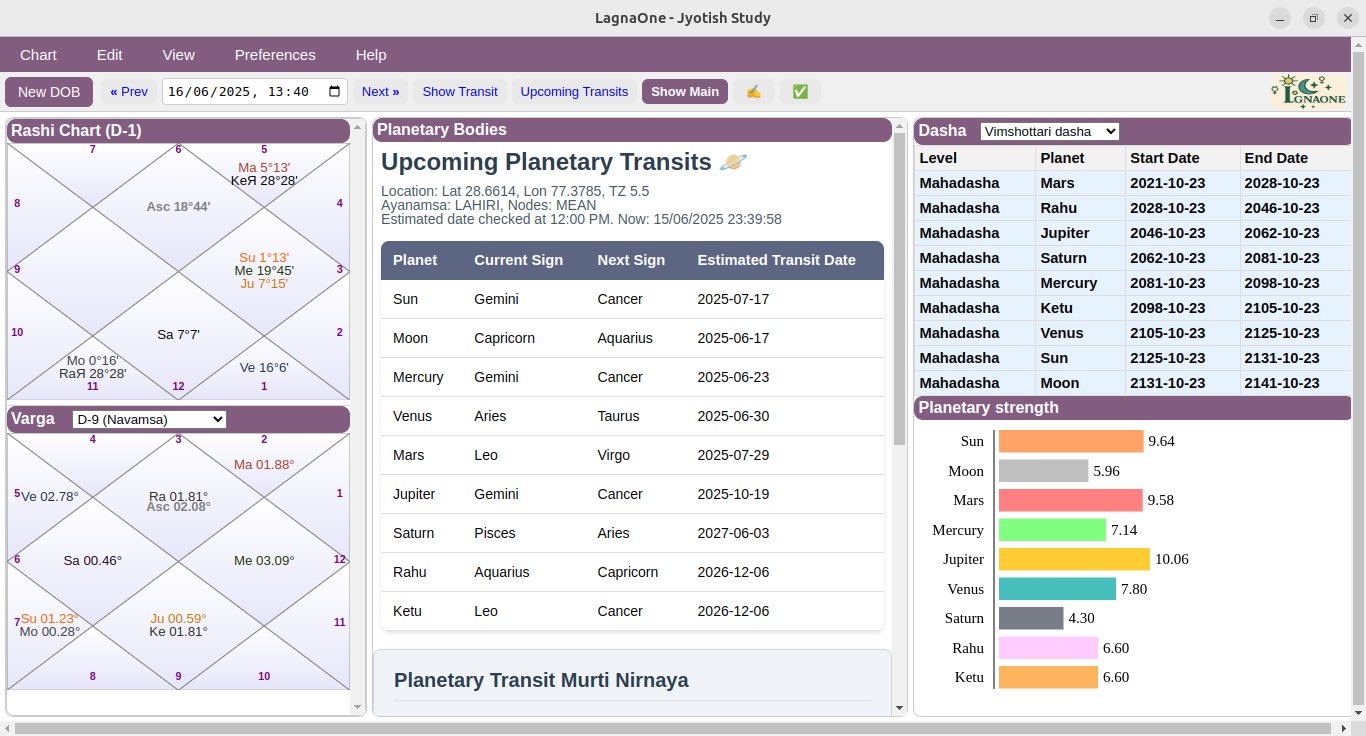 LagnaOne - Jyotish Study
Chart Edit View Preferences Help
New DOB « Prev 16/06/2025, 13:40 Next » Show Transit Upcoming Transits Show Main
LGNAONE
Rashi Chart (D-1)
7 6 5
Ma 5°13'
KeЯ 28°28'
8 Asc 18°44' 4
Su 1°13'
9 Me 19°45' 3
Ju 7°15'
10 Sa 7°7' 2
Mo 0°16' Ve 16°6'
RaЯ 28°28'
11 12 1
Varga D-9 (Navamsa)
4 3 2
Ma 01.88°
5 Ve 02.78° Ra 01.81° 1
Asc 02.08°
6 Sa 00.46° Me 03.09° 12
7 Su 01.23° Ju 00.59° 11
Mo 00.28° Ke 01.81°
8 9 10
Planetary Bodies
Upcoming Planetary Transits 🪐
Location: Lat 28.6614, Lon 77.3785, TZ 5.5
Ayanamsa: LAHIRI, Nodes: MEAN
Estimated date checked at 12:00 PM. Now: 15/06/2025 23:39:58
Planet Current Sign Next Sign Estimated Transit Date
Sun Gemini Cancer 2025-07-17
Moon Capricorn Aquarius 2025-06-17
Mercury Gemini Cancer 2025-06-23
Venus Aries Taurus 2025-06-30
Mars Leo Virgo 2025-07-29
Jupiter Gemini Cancer 2025-10-19
Saturn Pisces Aries 2027-06-03
Rahu Aquarius Capricorn 2026-12-06
Ketu Leo Cancer 2026-12-06
Planetary Transit Murti Nirnaya
Dasha Vimshottari dasha
Level Planet Start Date End Date
Mahadasha Mars 2021-10-23 2028-10-23
Mahadasha Rahu 2028-10-23 2046-10-23
Mahadasha Jupiter 2046-10-23 2062-10-23
Mahadasha Saturn 2062-10-23 2081-10-23
Mahadasha Mercury 2081-10-23 2098-10-23
Mahadasha Ketu 2098-10-23 2105-10-23
Mahadasha Venus 2105-10-23 2125-10-23
Mahadasha Sun 2125-10-23 2131-10-23
Mahadasha Moon 2131-10-23 2141-10-23
Planetary strength
Sun 9.64
Moon 5.96
Mars 9.58
Mercury 7.14
Jupiter 10.06
Venus 7.80
Saturn 4.30
Rahu 6.60
Ketu 6.60